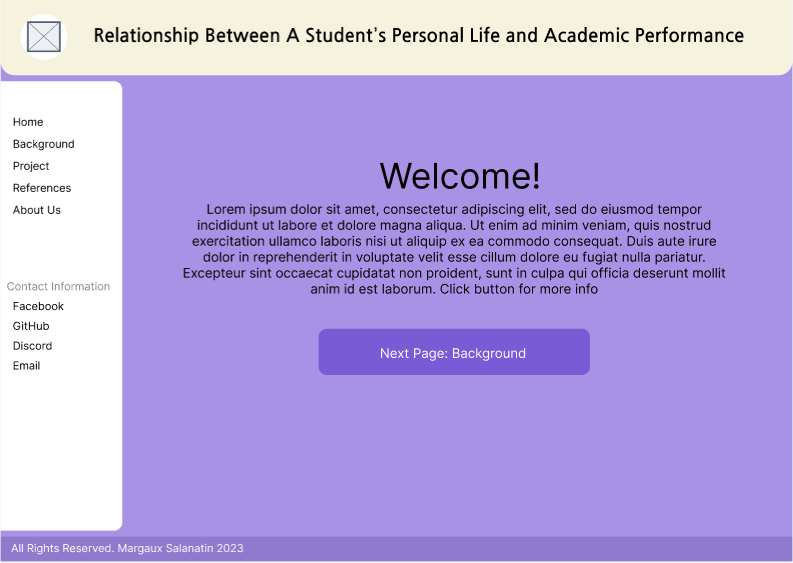 Relationship Between A Student's Personal Life and Academic Performance
Home
Background
Project
References
About Us
Contact Information
Facebook
GitHub
Discord
Email
Welcome!
Lorem ipsum dolor sit amet, consectetur adipiscing elit, sed do eiusmod tempor
incididunt ut labore et dolore magna aliqua. Ut enim ad minim veniam, quis nostrud
exercitation ullamco laboris nisi ut aliquip ex ea commodo consequat. Duis aute irure
dolor in reprehenderit in voluptate velit esse cillum dolore eu fugiat nulla pariatur.
Excepteur sint occaecat cupidatat non proident, sunt in culpa qui officia deserunt mollit
anim id est laborum. Click button for more info
Next Page: Background
All Rights Reserved. Margaux Salanatin 2023